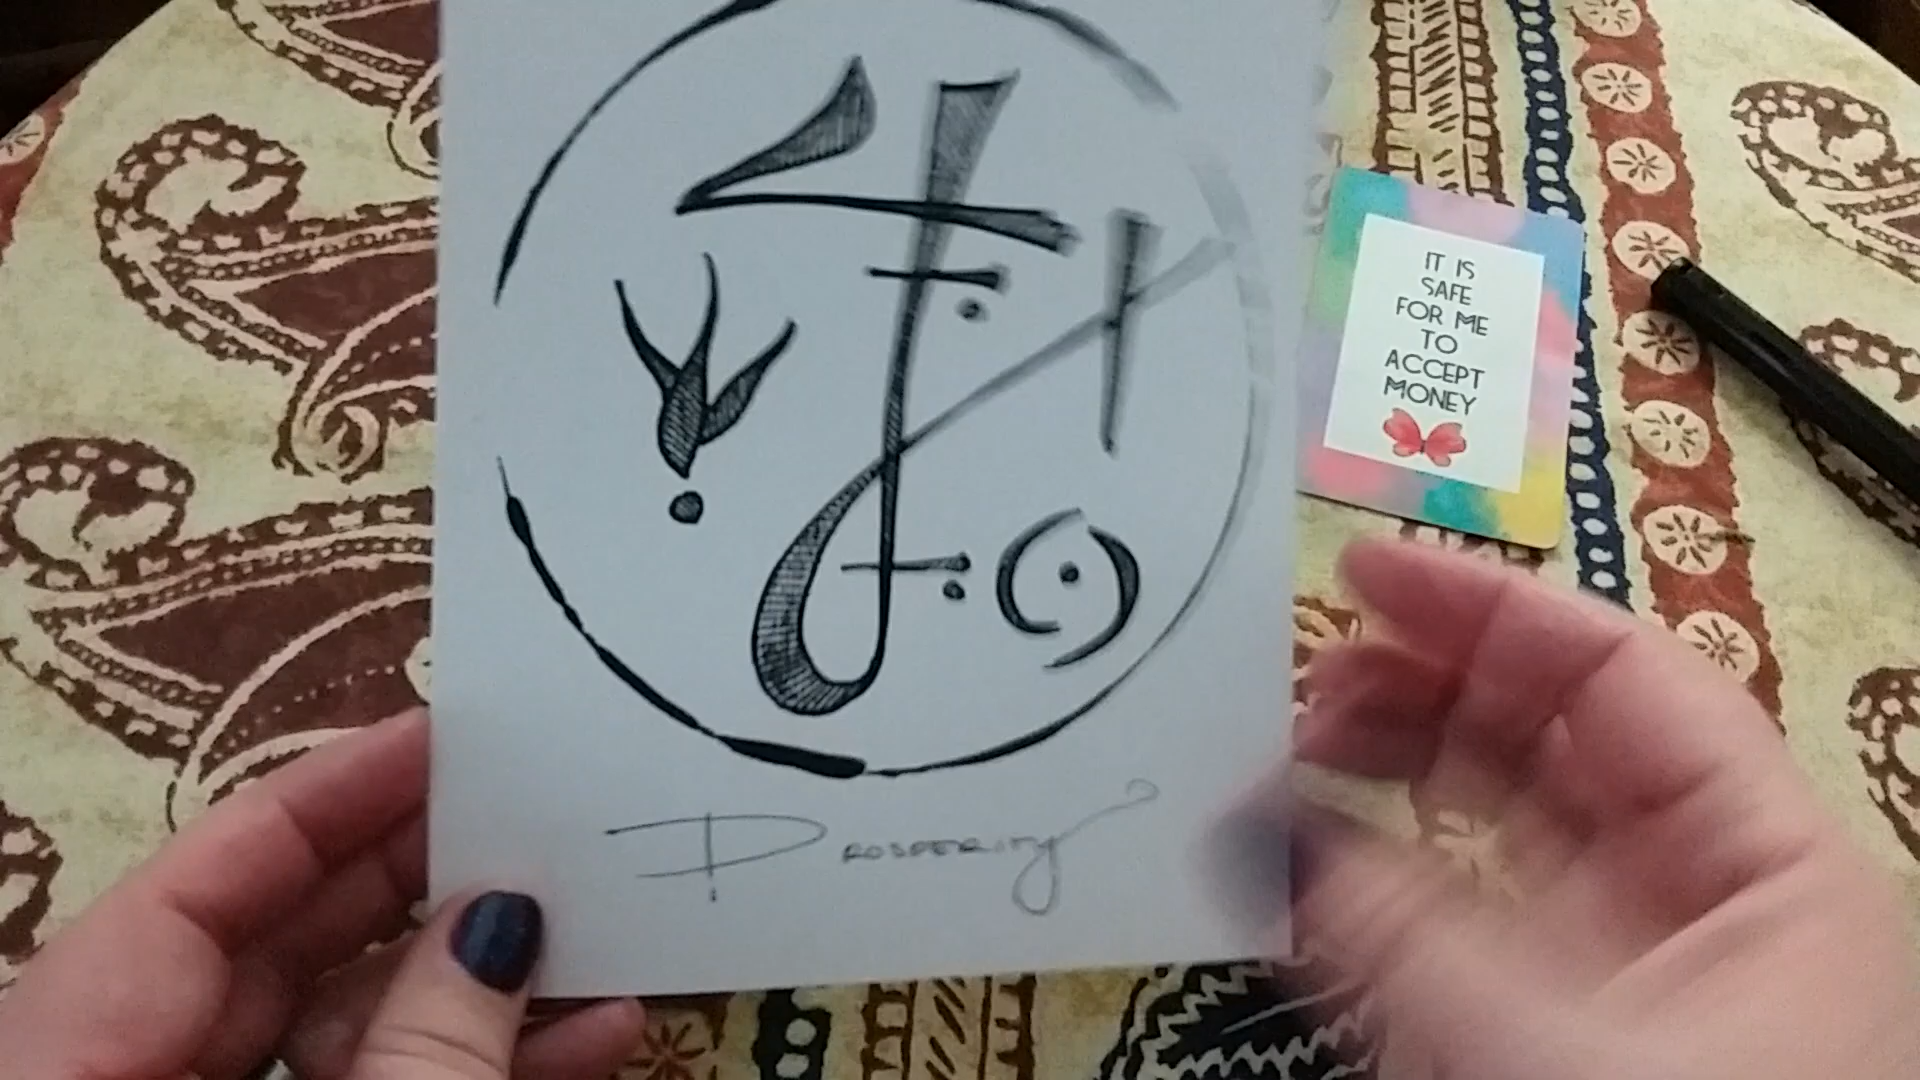 IT IS
SAFE
FOR ME
TO
ACCEPT
MONEY
PROSPERITY